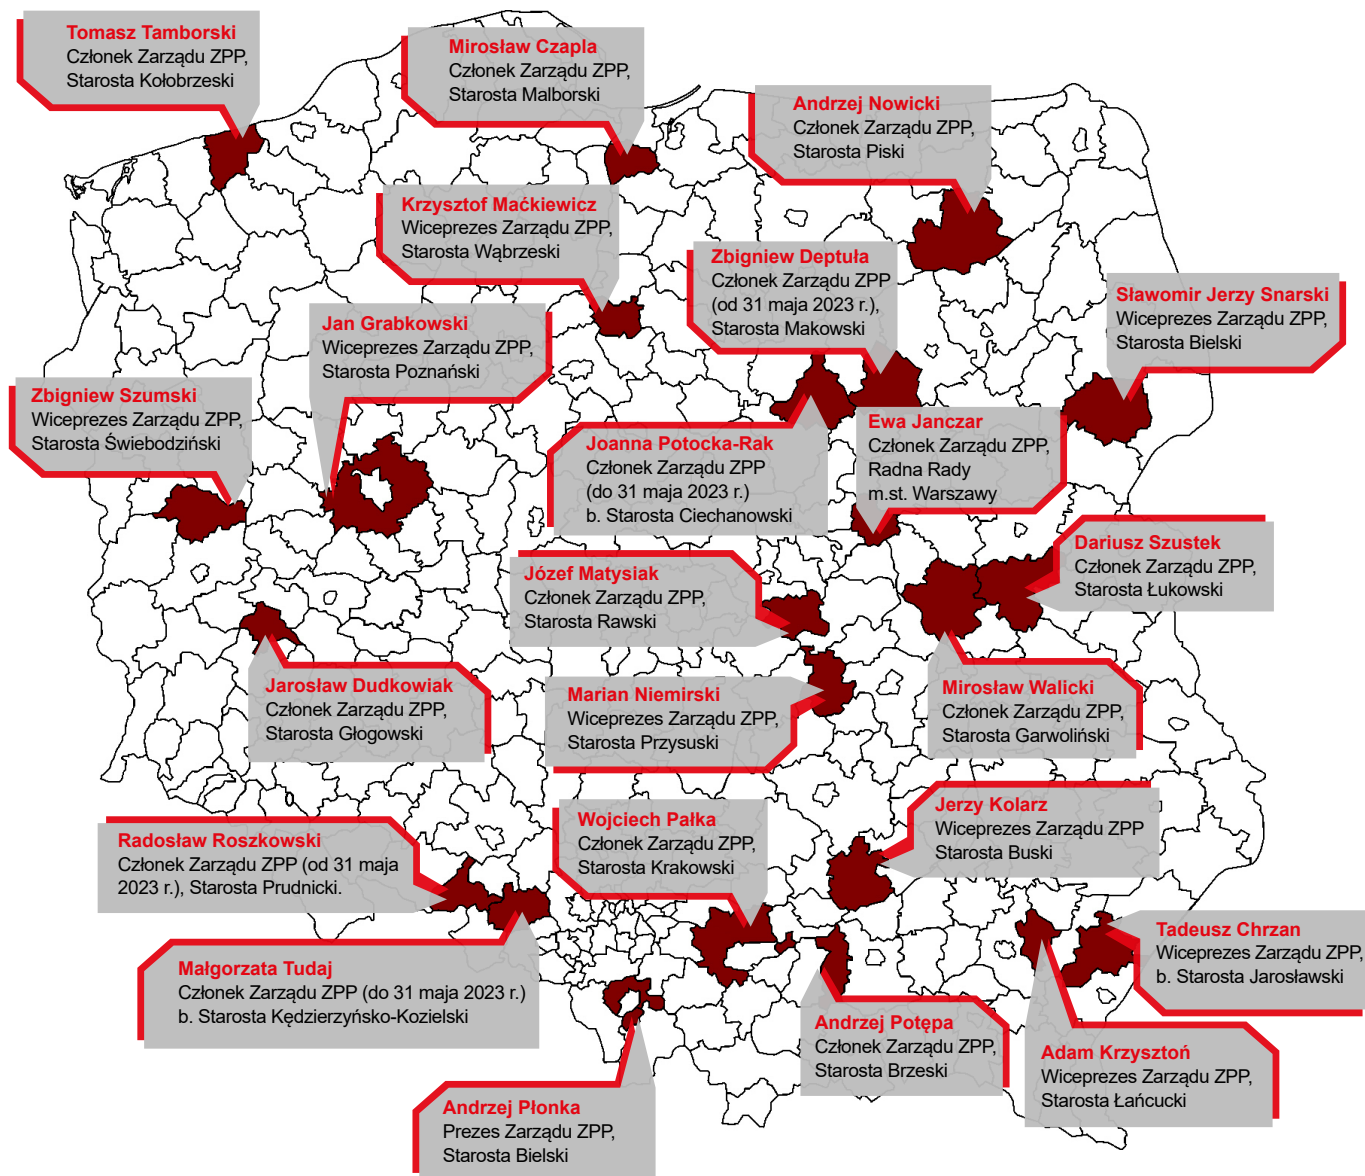 Tomasz Tamborski
Członek Zarządu ZPP,
Starosta Kołobrzeski
Mirosław Czapla
Członek Zarządu ZPP,
Starosta Malborski
Andrzej Nowicki
Członek Zarządu ZPP,
Starosta Piski
Krzysztof Maćkiewicz
Wiceprezes Zarządu ZPP,
Starosta Wąbrzeski
Zbigniew Deptuła
Członek Zarządu ZPP
(od 31 maja 2023 r.),
Starosta Makowski
Sławomir Jerzy Snarski
Wiceprezes Zarządu ZPP,
Starosta Bielski
Jan Grabkowski
Wiceprezes Zarządu ZPP,
Starosta Poznański
Zbigniew Szumski
Wiceprezes Zarządu ZPP,
Starosta Świebodziński
Joanna Potocka-Rak
Członek Zarządu ZPP
(do 31 maja 2023 r.)
b. Starosta Ciechanowski
Ewa Janczar
Członek Zarządu ZPP,
Radna Rady
m.st. Warszawy
Dariusz Szustek
Członek Zarządu ZPP,
Starosta Łukowski
Józef Matysiak
Członek Zarządu ZPP,
Starosta Rawski
Jarosław Dudkowiak
Członek Zarządu ZPP,
Starosta Głogowski
Marian Niemirski
Wiceprezes Zarządu ZPP,
Starosta Przysuski
Mirosław Walicki
Członek Zarządu ZPP,
Starosta Garwoliński
Jerzy Kolarz
Wiceprezes Zarządu ZPP
Starosta Buski
Wojciech Pałka
Członek Zarządu ZPP,
Starosta Krakowski
Radosław Roszkowski
Członek Zarządu ZPP (od 31 maja
2023 r.), Starosta Prudnicki.
Tadeusz Chrzan
Wiceprezes Zarządu ZPP,
b. Starosta Jarosławski
Małgorzata Tudaj
Członek Zarządu ZPP (do 31 maja 2023 r.)
b. Starosta Kędzierzyńsko-Kozielski
Andrzej Potępa
Członek Zarządu ZPP,
Starosta Brzeski
Adam Krzysztoń
Wiceprezes Zarządu ZPP,
Starosta Łańcucki
Andrzej Płonka
Prezes Zarządu ZPP,
Starosta Bielski